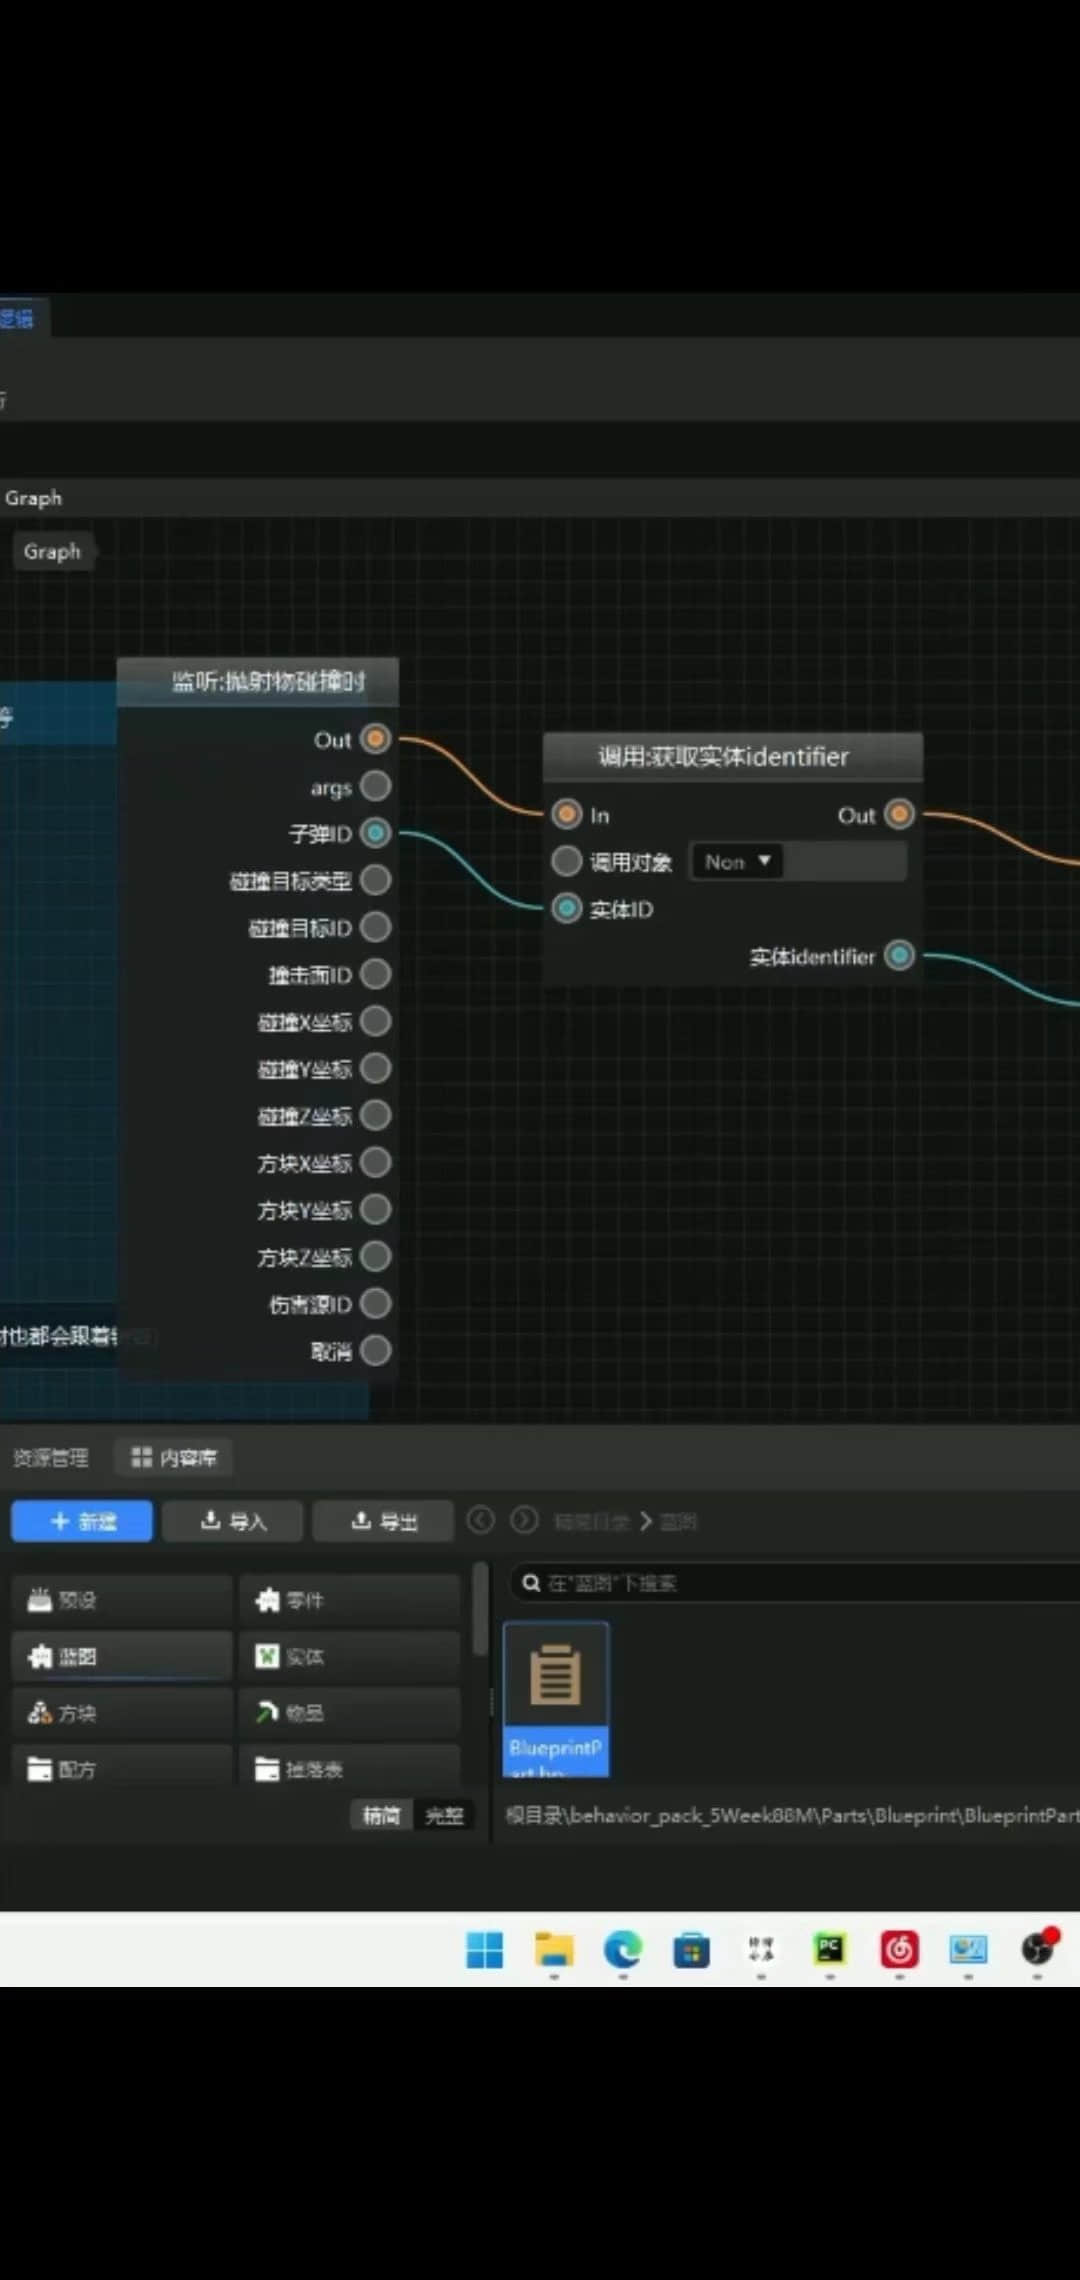 逻辑
Graph
Graph
监听:抛射物碰撞时
Out
args
子弹ID
碰撞目标类型
碰撞目标ID
撞击面ID
碰撞X坐标
碰撞Y坐标
碰撞Z坐标
方块X坐标
方块Y坐标
方块Z坐标
伤害源ID
取消
调用:获取实体identifier
In
Out
调用对象
Non
实体ID
实体identifier
等
时也都会跟着
资源管理
内容库
新建
导入
导出
蓝图
在"蓝图"下搜索
预设
零件
蓝图
实体
方块
物品
配方
掉落表
精简
完整
BlueprintP
art.bp
根目录\behavior_pack_5Week88M\Parts\Blueprint\BlueprintPart
PC